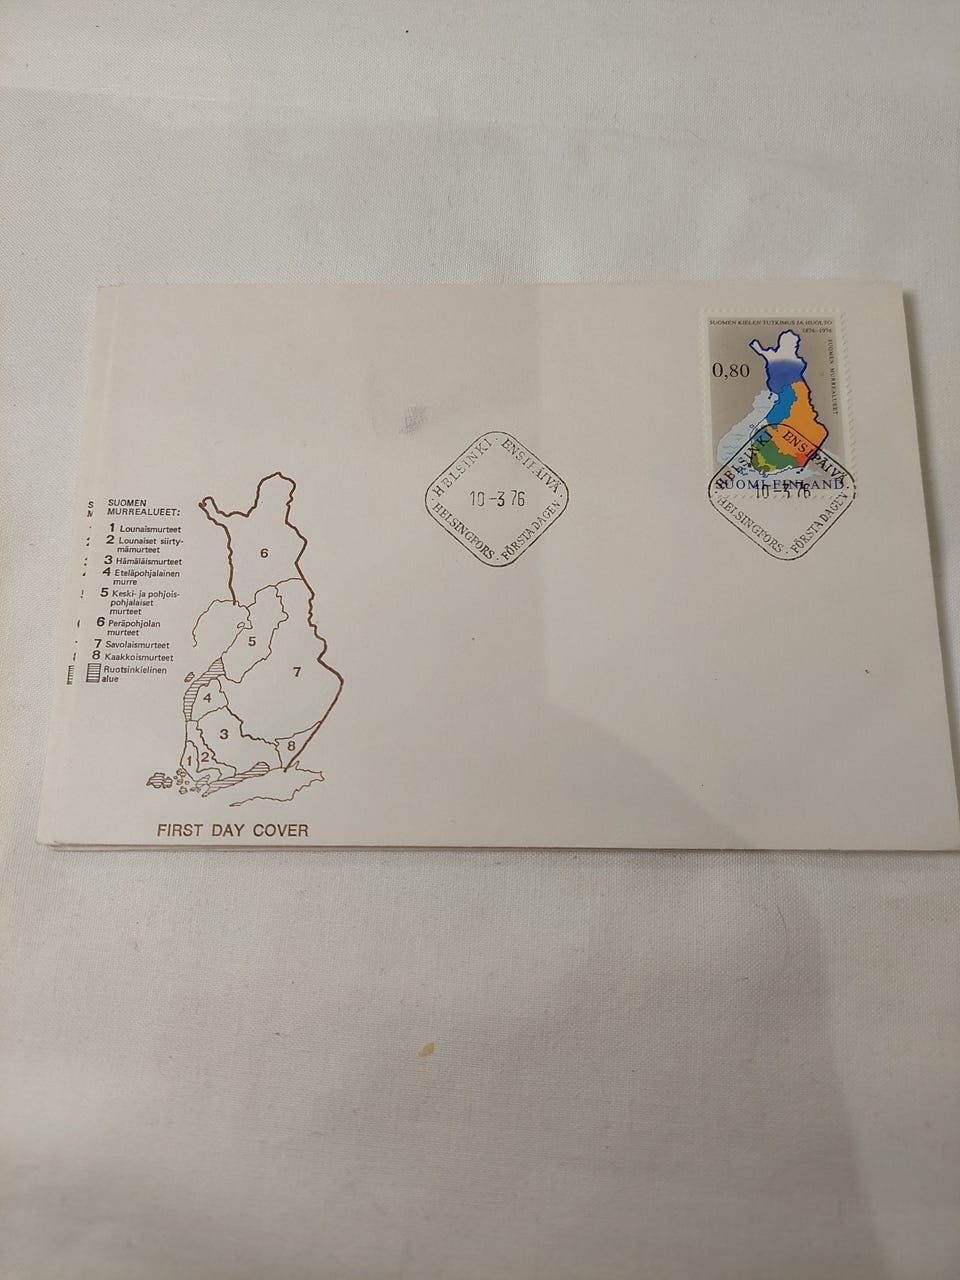 SUOMEN KIELEN TUTKIMUS JA HUOLTO
1876-1976
SUOMEN MURREALUEET
0,80
SUOMI-FINLAND
HELSINKI · ENSIPÄIVÄ
10-3 76
HELSINGFORS · FÖRSTA DAGEN
HELSINKI · ENSIPÄIVÄ
10-3 76
HELSINGFORS · FÖRSTA DAGEN
SUOMEN
MURREALUEET:
1 Lounaismurteet
2 Lounaiset siirty-
mämurteet
3 Hämäläismurteet
4 Eteläpohjalainen
murre
5 Keski- ja pohjois-
pohjalaiset
murteet
6 Peräpohjolan
murteet
7 Savolaismurteet
8 Kaakkoismurteet
Ruotsinkielinen
alue
6
5
7
4
3
8
1
2
FIRST DAY COVER